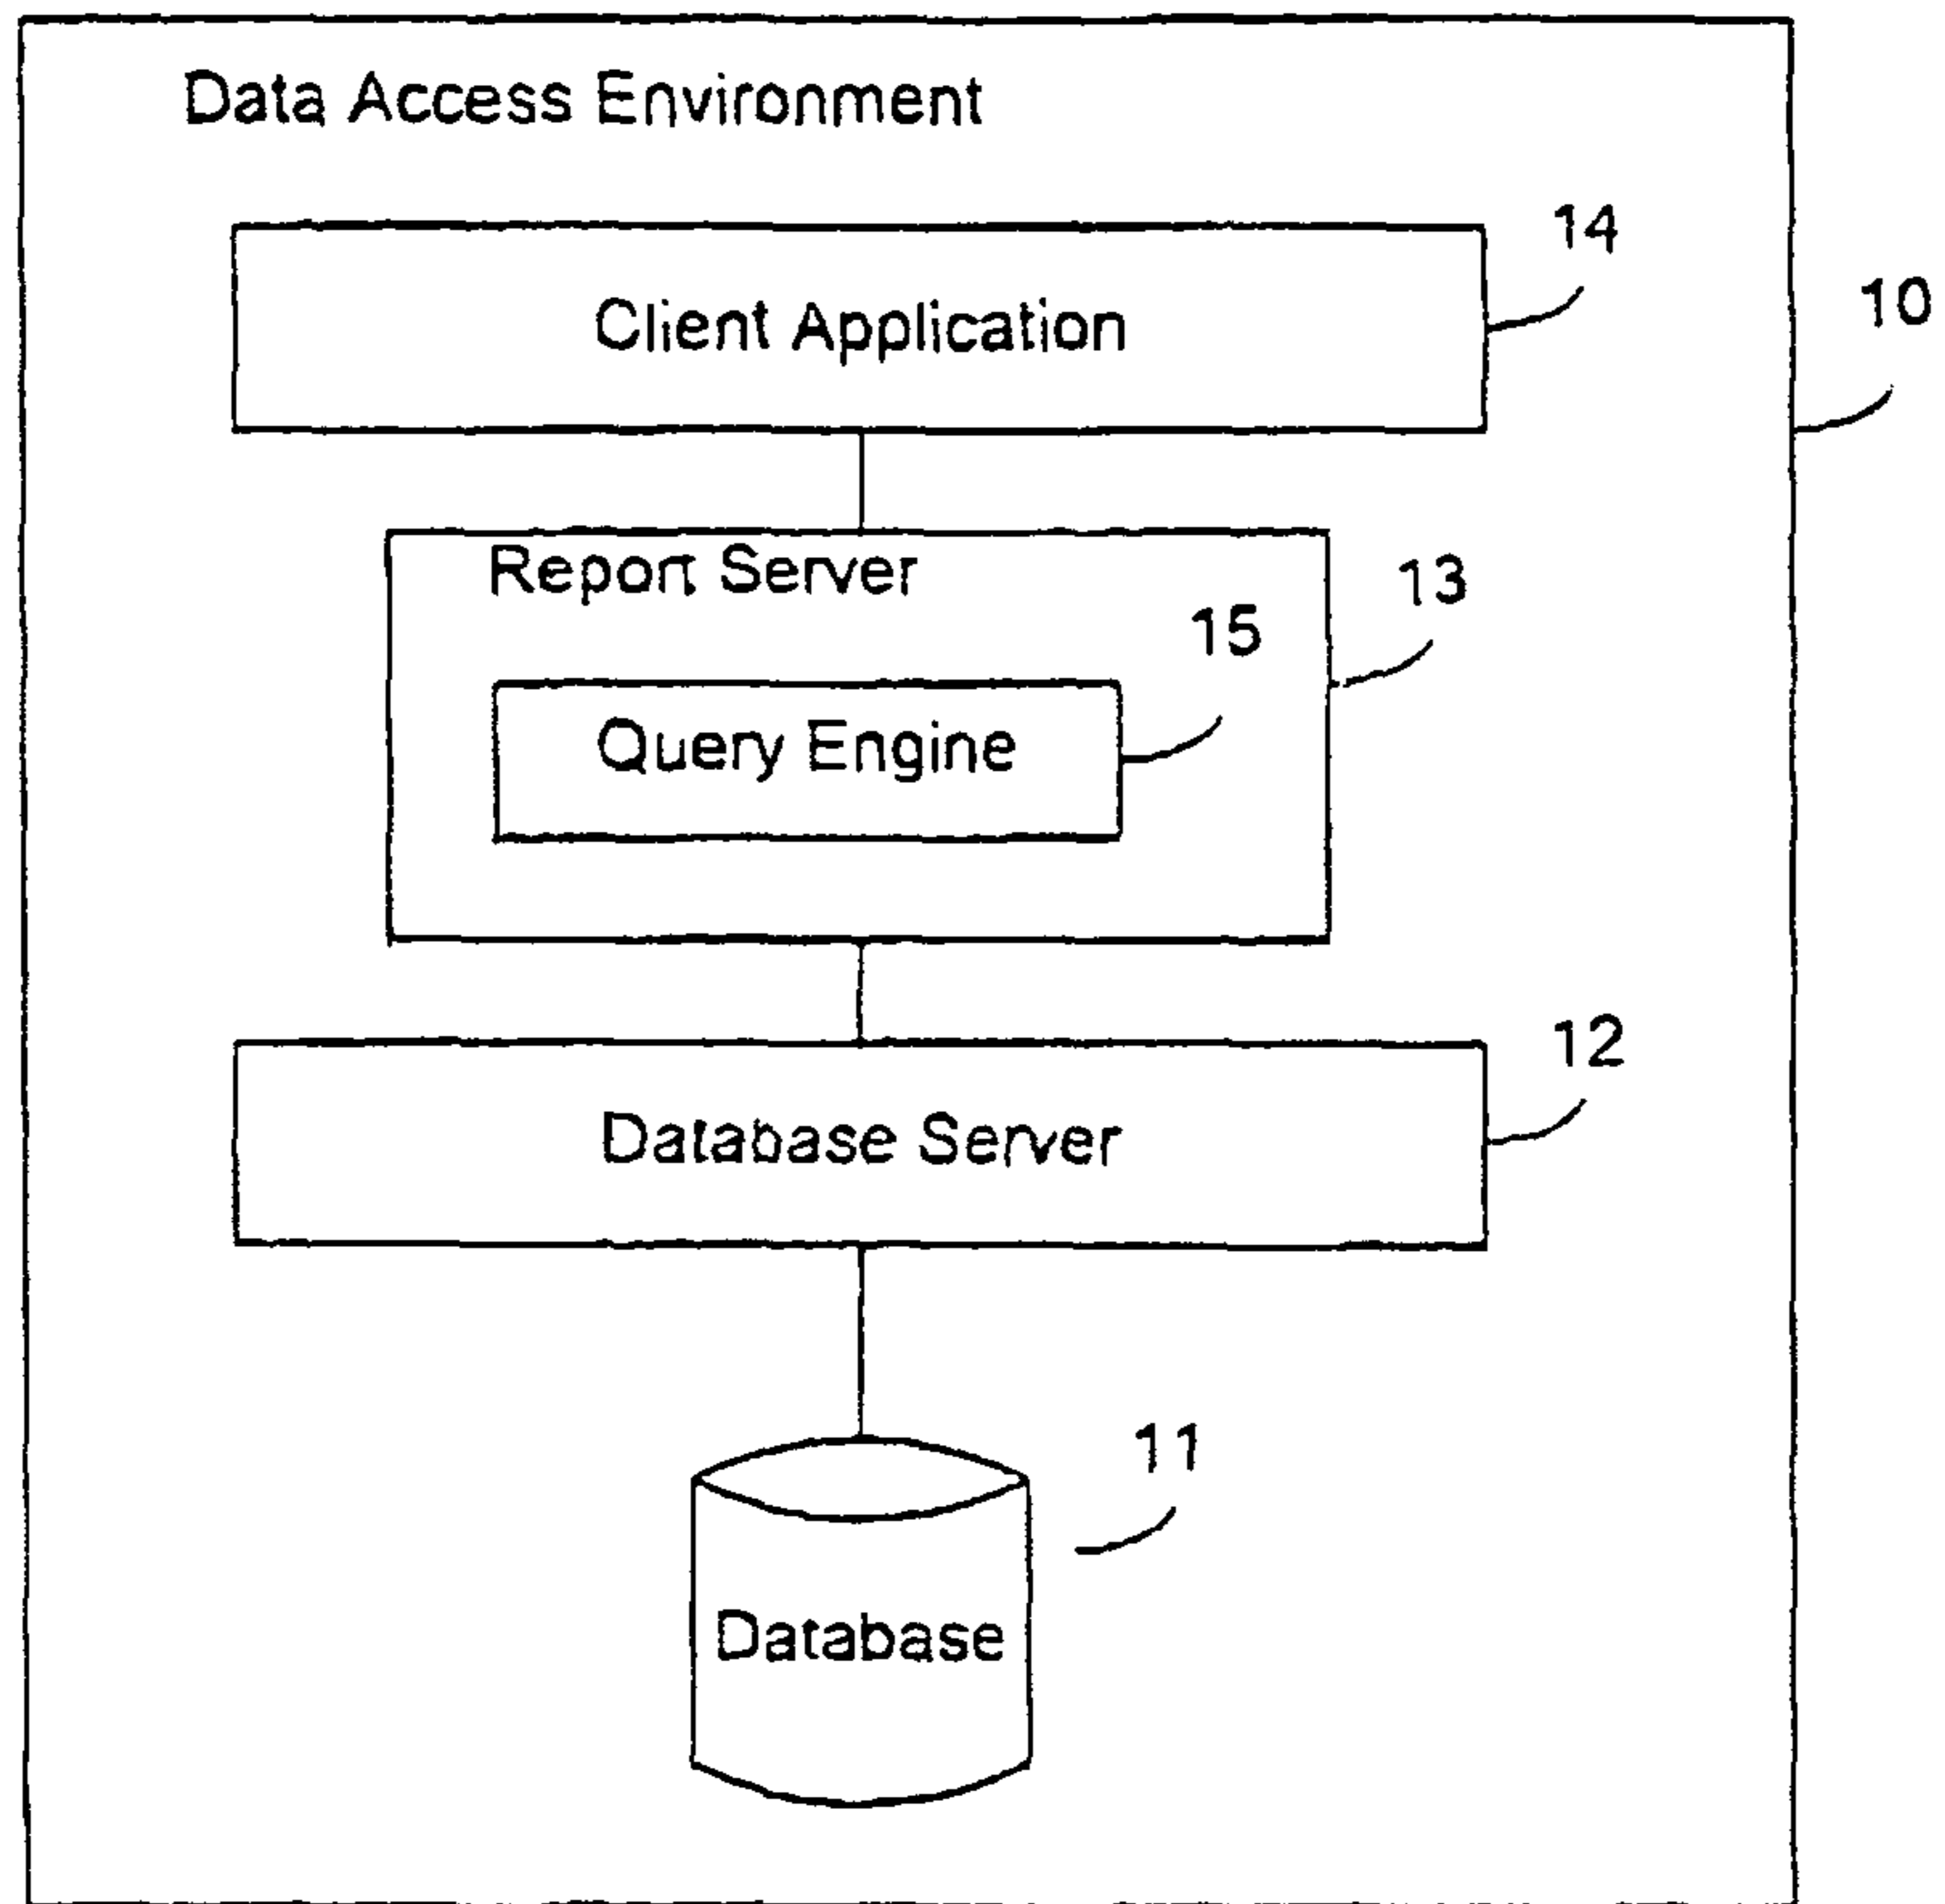 Data Access Environment
14
Client Application
10
Report Server
13
15
Query Engine
12
Database Server
11
Database